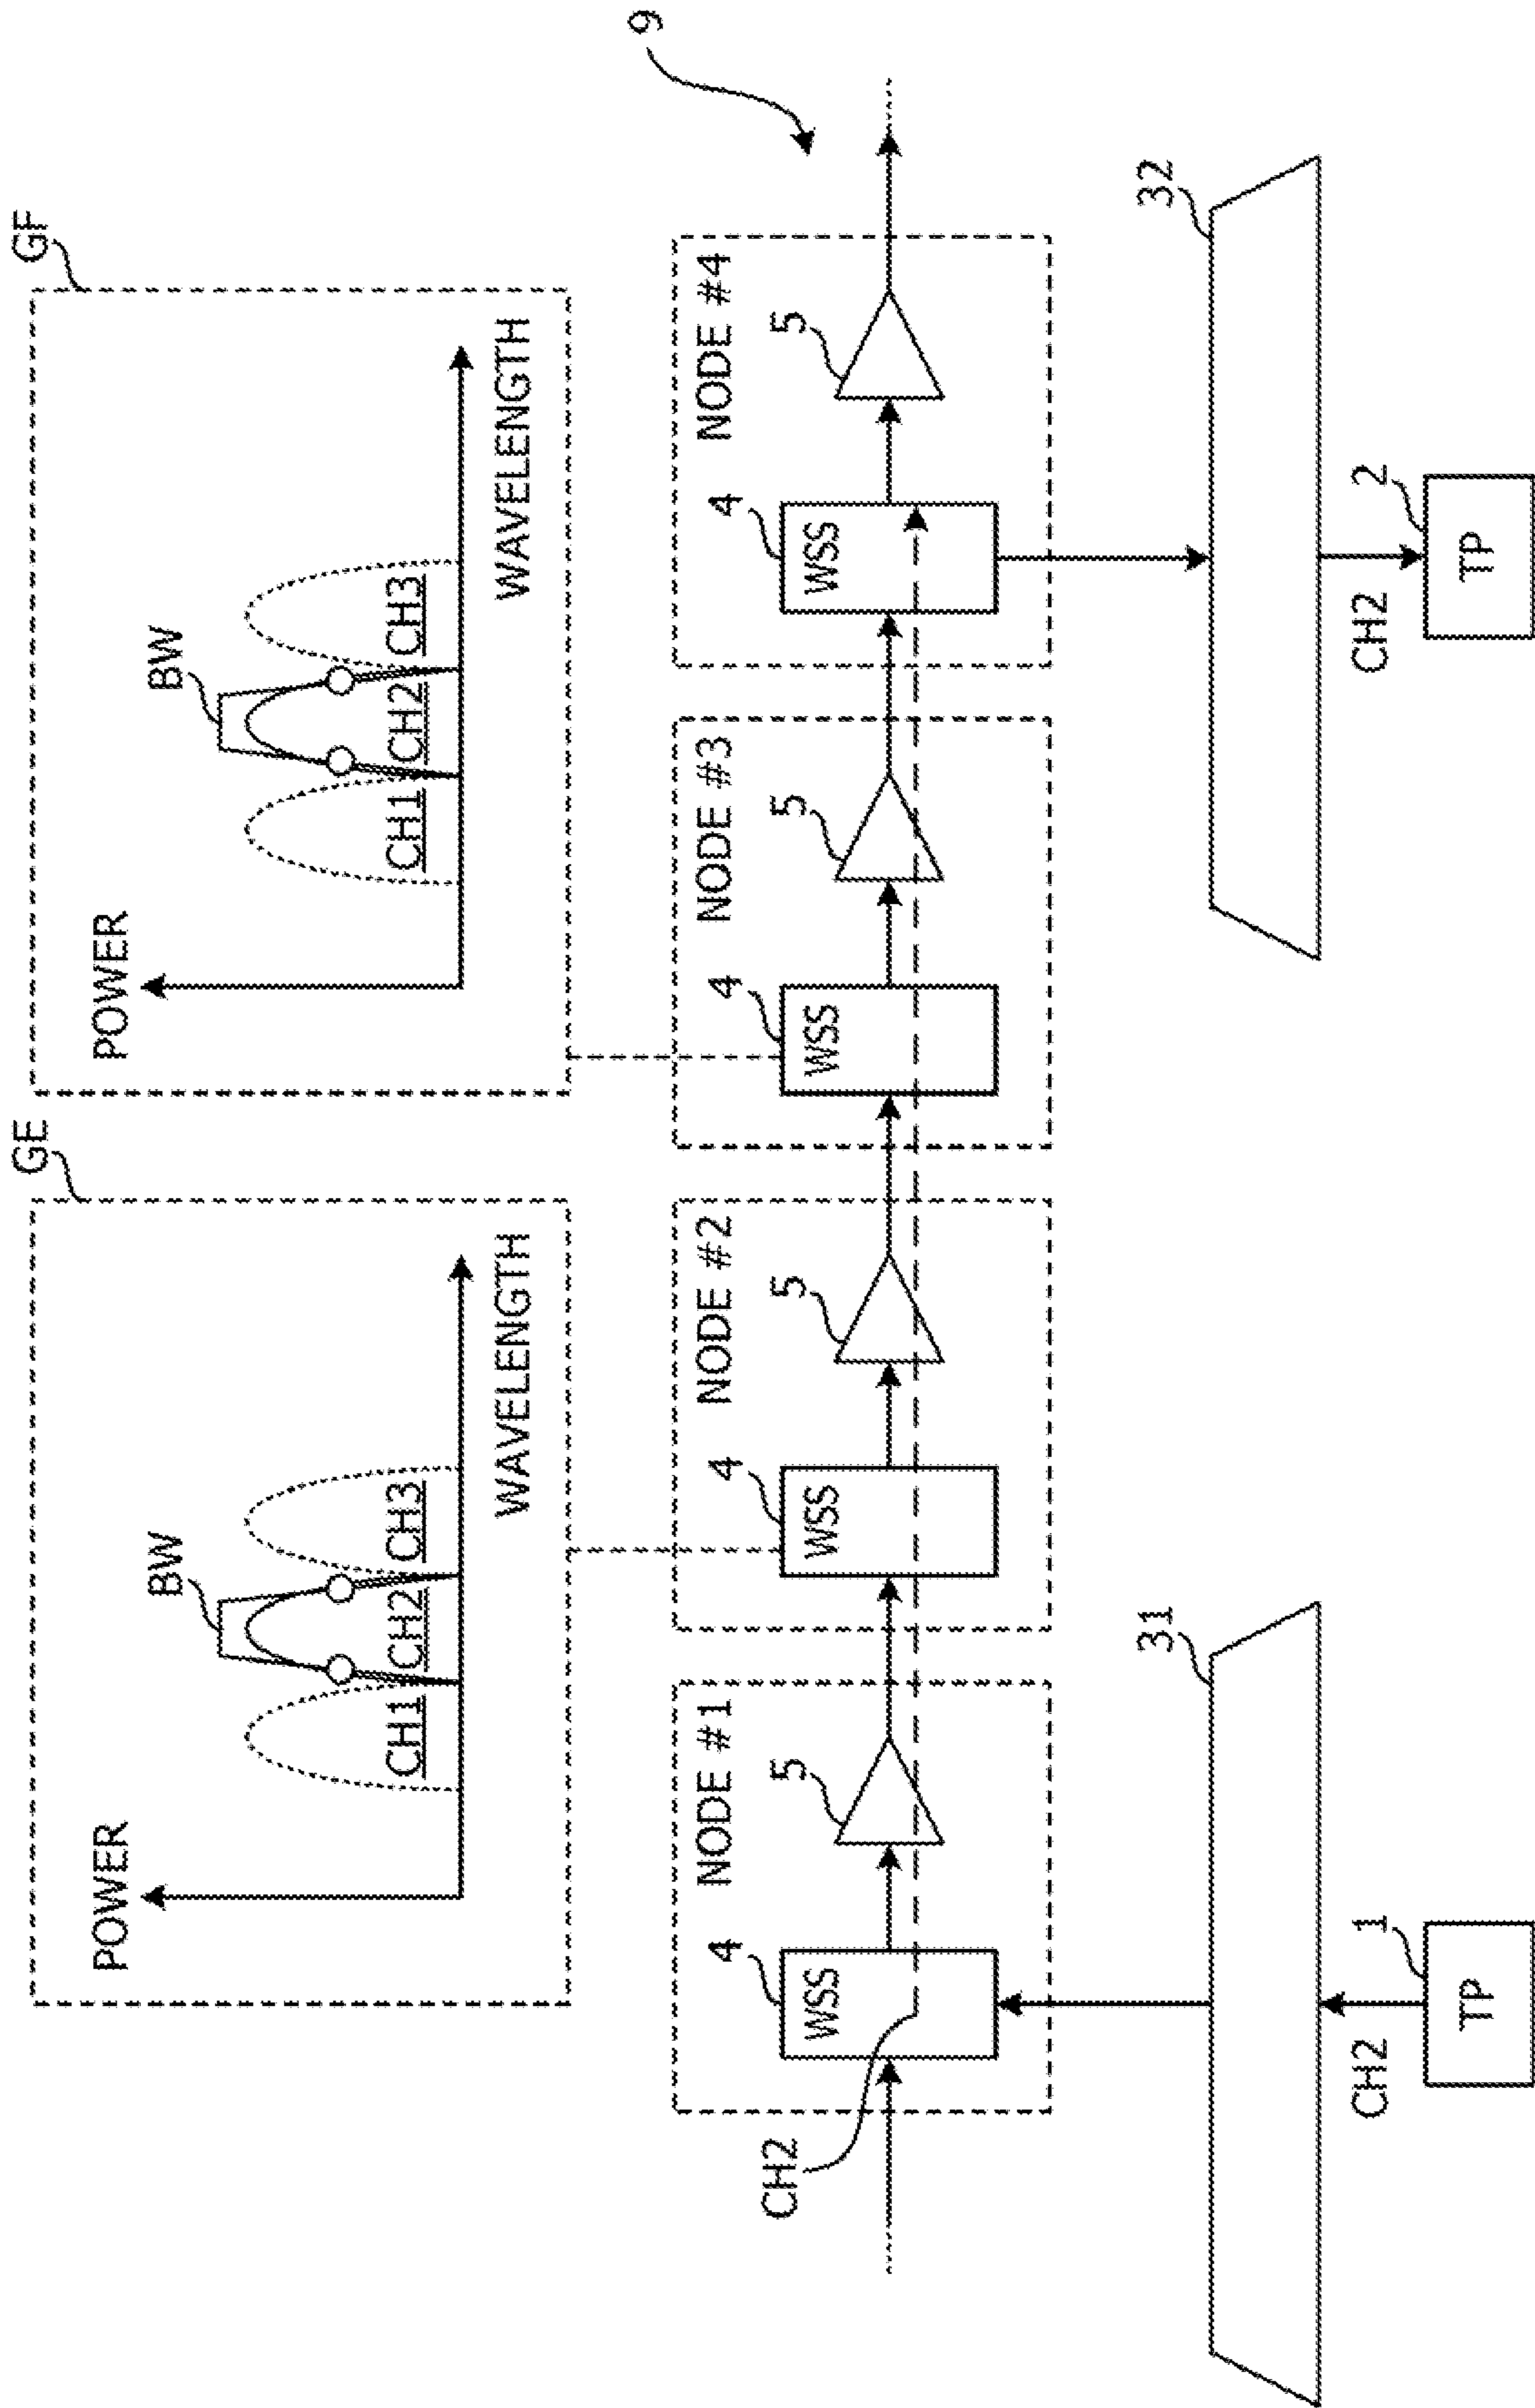 GE
GF
POWER
BW
CH1
CH2
CH3
WAVELENGTH
POWER
BW
CH1
CH2
CH3
WAVELENGTH
9
NODE #1
NODE #2
NODE #3
NODE #4
4
5
4
5
4
5
4
5
WSS
WSS
WSS
WSS
CH2
31
32
CH2
1
CH2
2
TP
TP